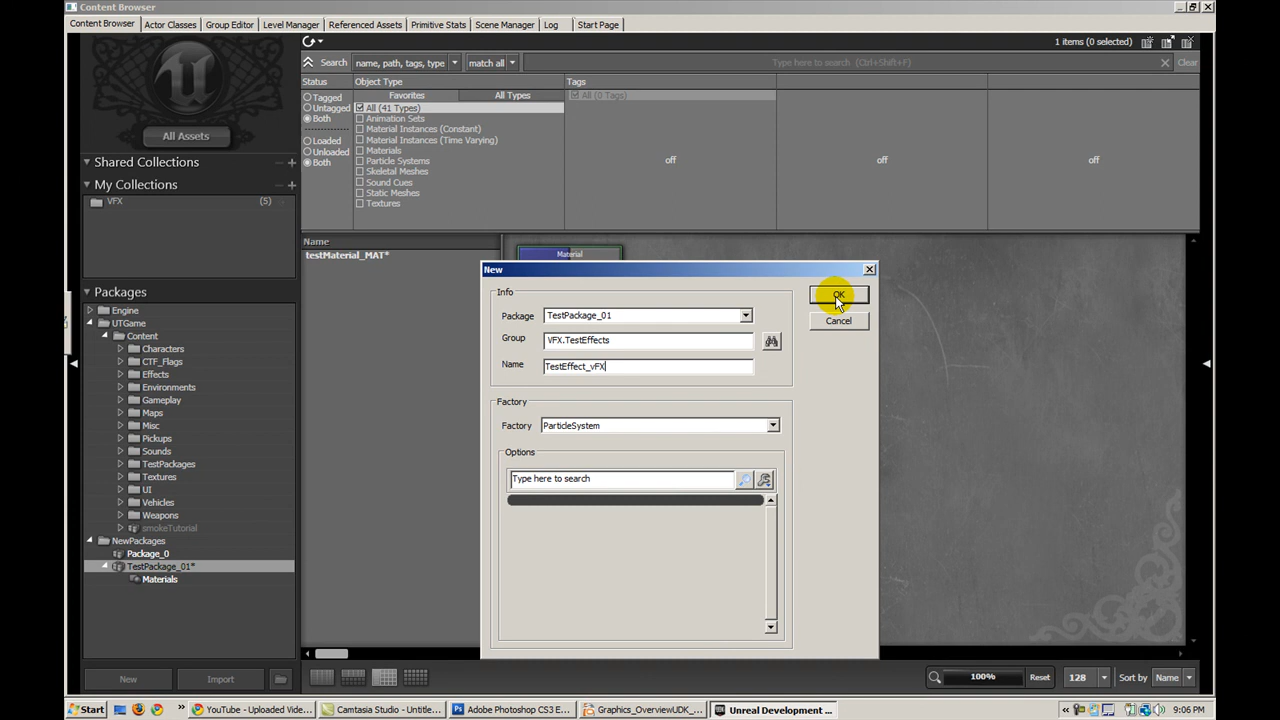 Content Browser
Content Browser Actor Classes Group Editor Level Manager Referenced Assets Primitive Stats Scene Manager Log Start Page
1 items (0 selected)
Search name, path, tags, type match all Type here to search (Ctrl+Shift+F) Clear
Status Object Type Tags
Favorites All Types
All (0 Tags)
Tagged
Untagged
Both
Loaded
Unloaded
Both
All (41 Types)
Animation Sets
Material Instances (Constant)
Material Instances (Time Varying)
Materials
Particle Systems
Skeletal Meshes
Sound Cues
Static Meshes
Textures
off off off
All Assets
Shared Collections
My Collections
VFX (5)
Packages
Engine
UTGame
Content
Characters
CTF_Flags
Effects
Environments
Gameplay
Maps
Misc
Pickups
Sounds
TestPackages
Textures
UI
Vehicles
Weapons
smokeTutorial
NewPackages
Package_0
TestPackage_01*
Materials
New Import
Name
testMaterial_MAT*
Material
New
Info
Package TestPackage_01
Group VFX.TestEffects
Name TestEffect_vFX
OK
Cancel
Factory
Factory ParticleSystem
Options
Type here to search
100% Reset 128 Sort by Name
Start YouTube - Uploaded Vide... Camtasia Studio - Untitle... Adobe Photoshop CS3 E... Graphics_OverviewUDK_... Unreal Development ... 9:06 PM